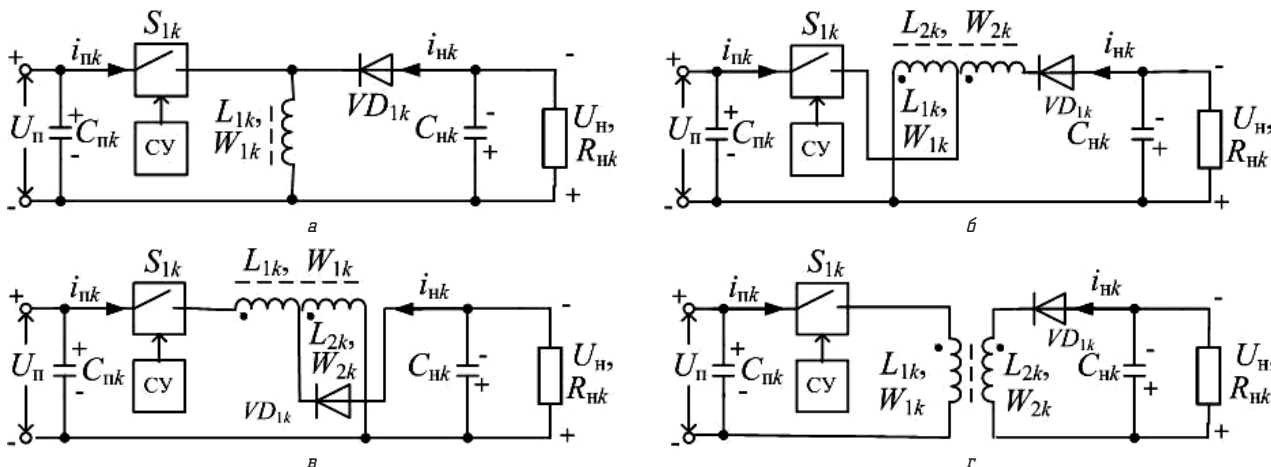 S1k
iпk
iнk
+
-
Uп
+
-
Cпk
СУ
L1k,
W1k
VD1k
Cнk
-
+
Uн,
Rнk
-
+
а
S1k
L2k, W2k
iпk
iнk
+
-
Uп
+
-
Cпk
СУ
L1k,
W1k
VD1k
Cнk
-
+
Uн,
Rнk
-
+
б
S1k
L1k, W1k
iпk
iнk
+
-
Uп
+
-
Cпk
СУ
L2k,
W2k
VD1k
Cнk
-
+
Uн,
Rнk
-
+
в
S1k
iпk
iнk
+
-
Uп
+
-
Cпk
СУ
L1k,
W1k
L2k,
W2k
VD1k
Cнk
-
+
Uн,
Rнk
-
+
г